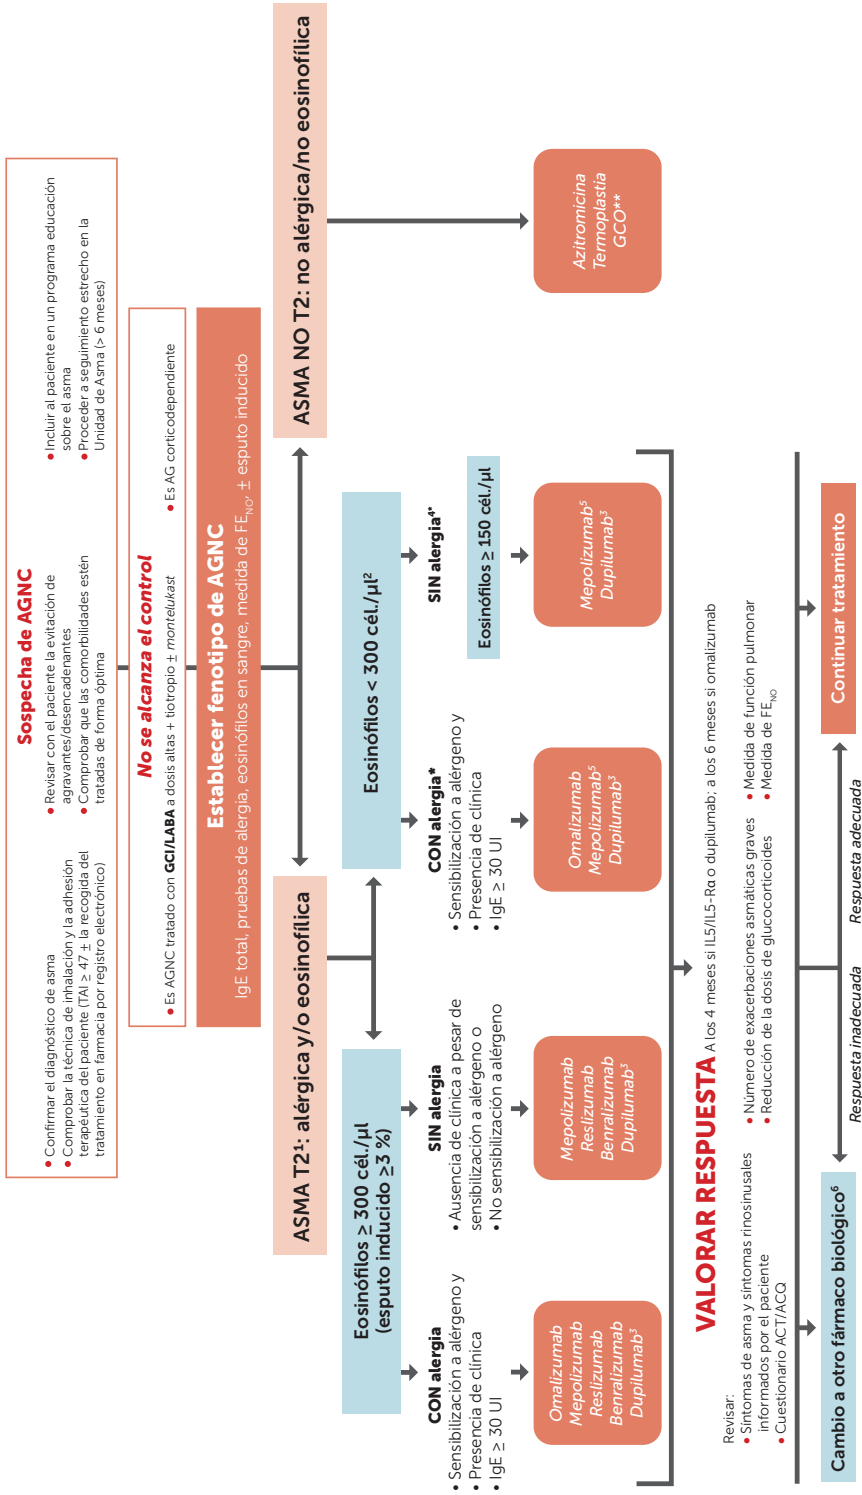 Sospecha de AGNC
• Confirmar el diagnóstico de asma
• Comprobar la técnica de inhalación y la adhesión
terapéutica del paciente (TAI ≥ 47 ± la recogida del
tratamiento en farmacia por registro electrónico)
• Revisar con el paciente la evitación de
agravantes/desencadenantes
• Comprobar que las comorbilidades estén
tratadas de forma óptima
• Incluir al paciente en un programa educación
sobre el asma
• Proceder a seguimiento estrecho en la
Unidad de Asma (> 6 meses)
No se alcanza el control
• Es AGNC tratado con GCI/LABA a dosis altas + tiotropio ± montelukast
• Es AG corticodependiente
Establecer fenotipo de AGNC
IgE total, pruebas de alergia, eosinófilos en sangre, medida de FENO, ± esputo inducido
ASMA T2¹: alérgica y/o eosinofílica
ASMA NO T2: no alérgica/no eosinofílica
Eosinófilos ≥ 300 cél./µl
(esputo inducido ≥3 %)
Eosinófilos < 300 cél./µl²
CON alergia
• Sensibilización a alérgeno y
• Presencia de clínica
• IgE ≥ 30 UI
SIN alergia
• Ausencia de clínica a pesar de
sensibilización a alérgeno o
• No sensibilización a alérgeno
CON alergia*
• Sensibilización a alérgeno y
• Presencia de clínica
• IgE ≥ 30 UI
SIN alergia⁴*
Eosinófilos ≥ 150 cél./µl
Omalizumab
Mepolizumab
Reslizumab
Benralizumab
Dupilumab³
Mepolizumab
Reslizumab
Benralizumab
Dupilumab³
Omalizumab
Mepolizumab⁵
Dupilumab³
Mepolizumab⁵
Dupilumab³
Azitromicina
Termoplastia
GCO**
VALORAR RESPUESTA A los 4 meses si IL5/IL5-Rα o dupilumab; a los 6 meses si omalizumab
Revisar:
• Síntomas de asma y síntomas rinosinusales
informados por el paciente
• Cuestionario ACT/ACQ
• Número de exacerbaciones asmáticas graves
• Reducción de la dosis de glucocorticoides
• Medida de función pulmonar
• Medida de FENO
Respuesta inadecuada
Respuesta adecuada
Cambio a otro fármaco biológico⁶
Continuar tratamiento